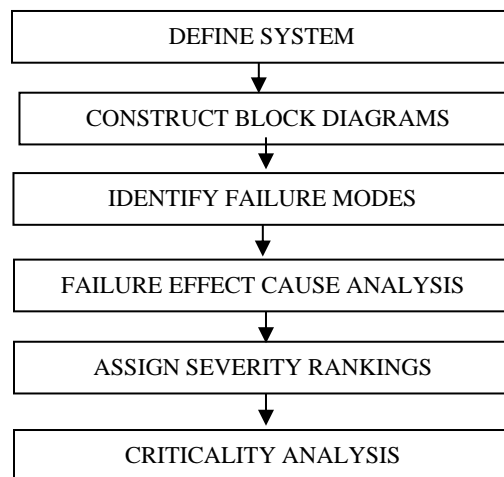 DEFINE SYSTEM
CONSTRUCT BLOCK DIAGRAMS
IDENTIFY FAILURE MODES
FAILURE EFFECT CAUSE ANALYSIS
ASSIGN SEVERITY RANKINGS
CRITICALITY ANALYSIS